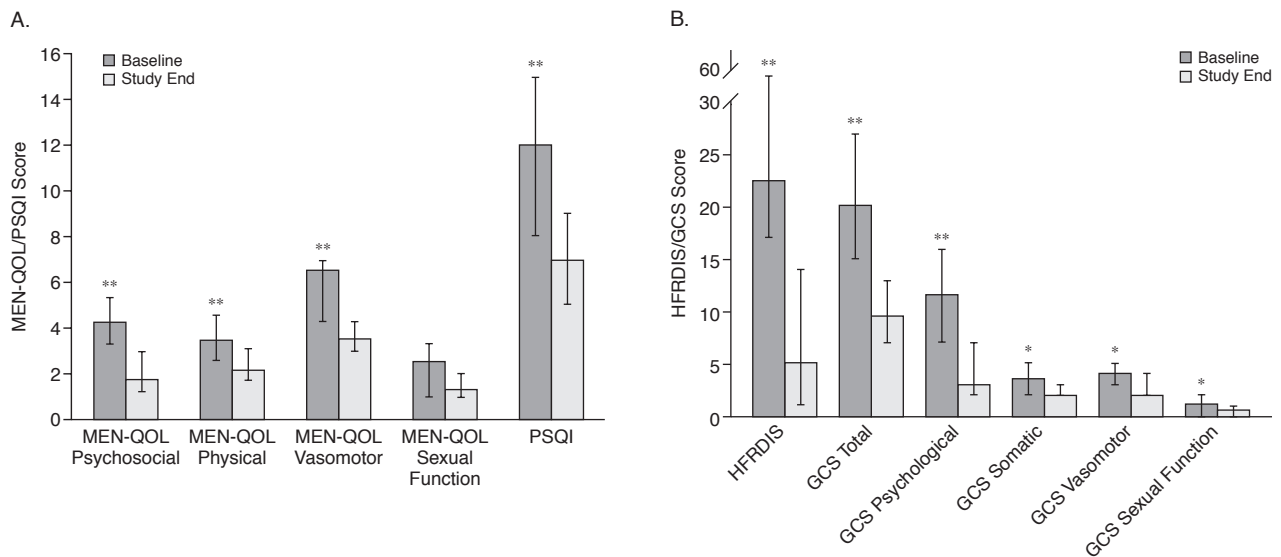 A.
MEN-QOL/PSQI Score
16
14
12
10
8
6
4
2
0
Baseline
Study End
**
**
**
**
MEN-QOL
Psychosocial
MEN-QOL
Physical
MEN-QOL
Vasomotor
MEN-QOL
Sexual
Function
PSQI
B.
HFRDIS/GCS Score
60
30
25
20
15
10
5
0
Baseline
Study End
**
**
**
*
*
*
HFRDIS
GCS Total
GCS Psychological
GCS Somatic
GCS Vasomotor
GCS Sexual Function